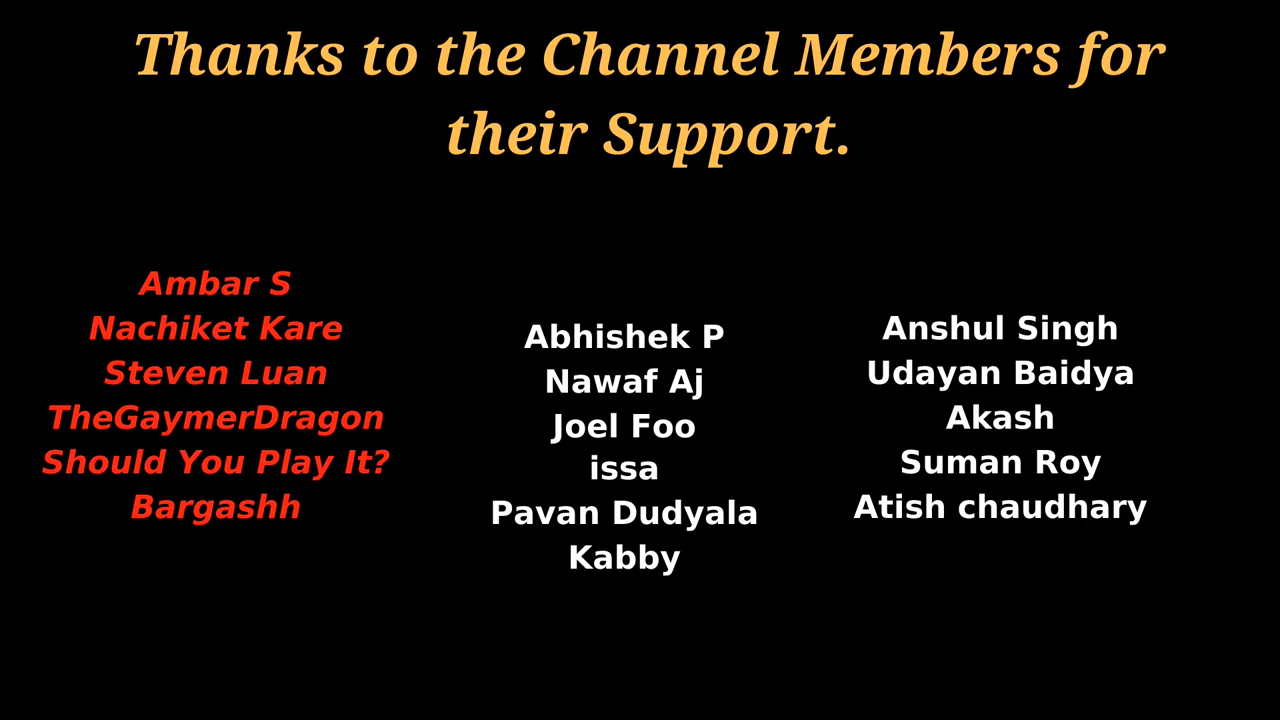 Thanks to the Channel Members for
their Support.
Ambar S
Nachiket Kare
Steven Luan
TheGaymerDragon
Should You Play It?
Bargashh
Abhishek P
Nawaf Aj
Joel Foo
issa
Pavan Dudyala
Kabby
Anshul Singh
Udayan Baidya
Akash
Suman Roy
Atish chaudhary